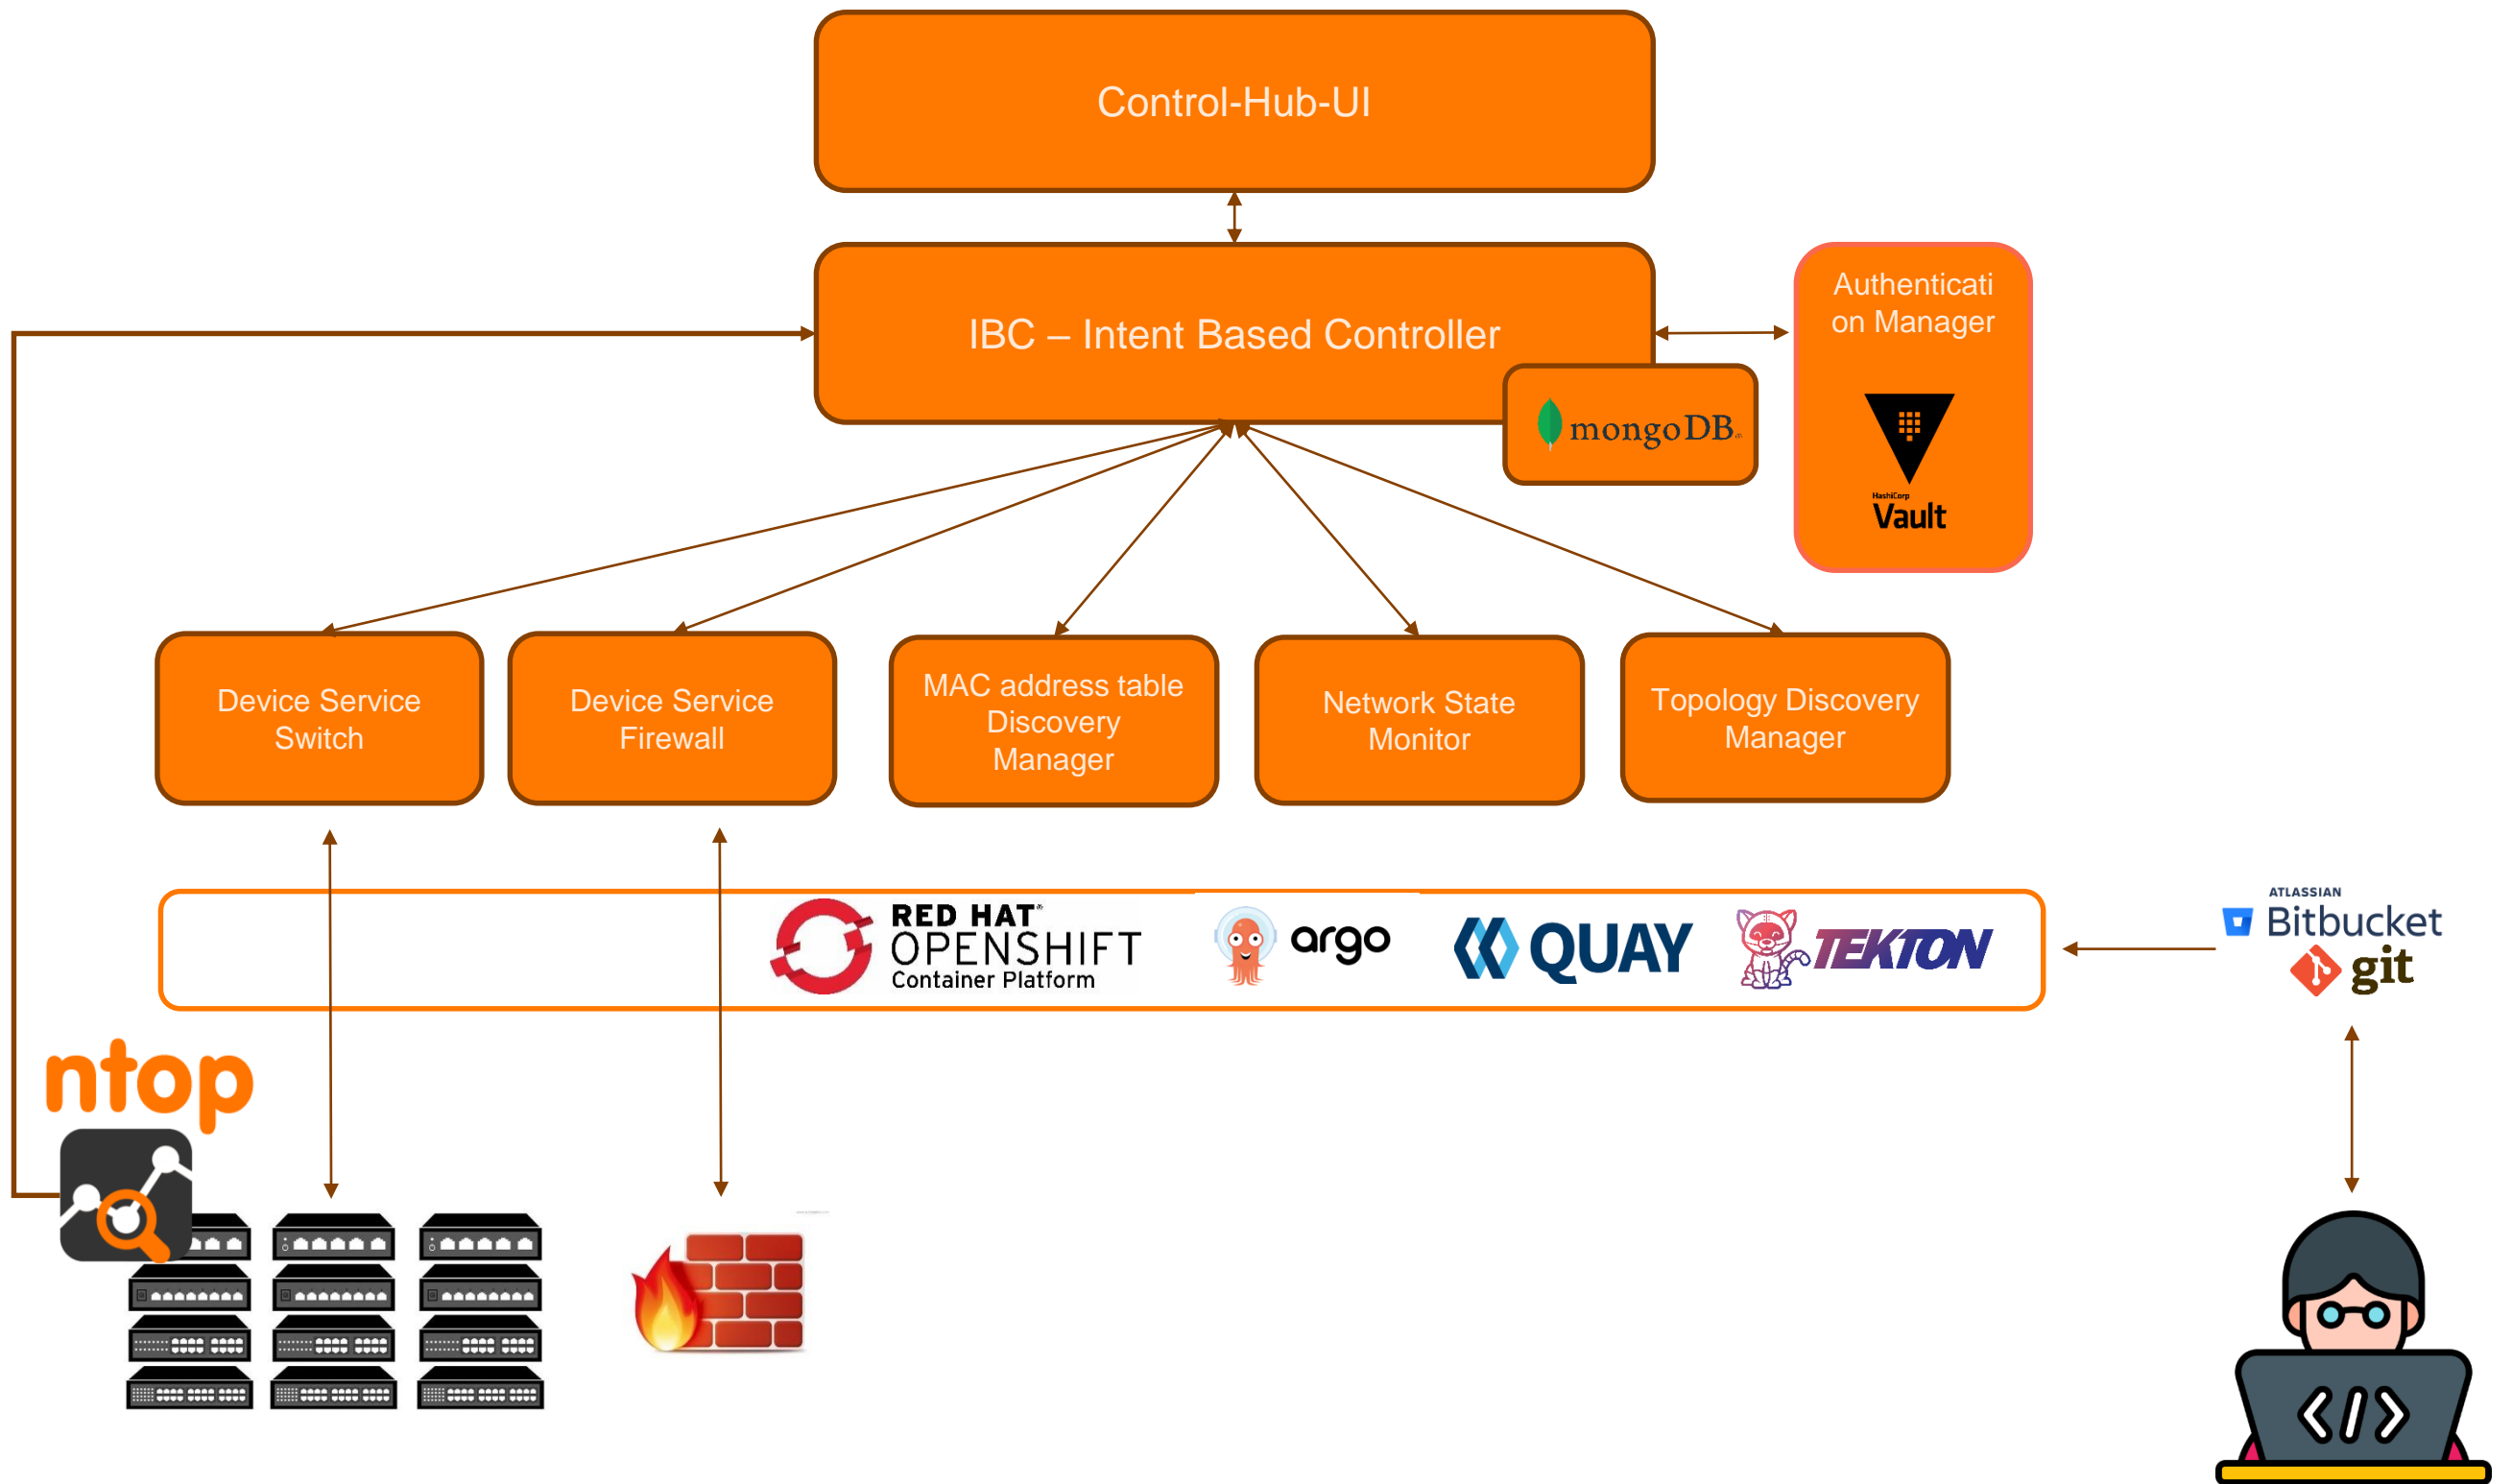 Control-Hub-UI
IBC – Intent Based Controller
Authenticati
on Manager
mongoDB
HashiCorp
Vault
Device Service
Switch
Device Service
Firewall
MAC address table
Discovery
Manager
Network State
Monitor
Topology Discovery
Manager
RED HAT
OPENSHIFT
Container Platform
argo
QUAY
TEKTON
ATLASSIAN
Bitbucket
git
ntop